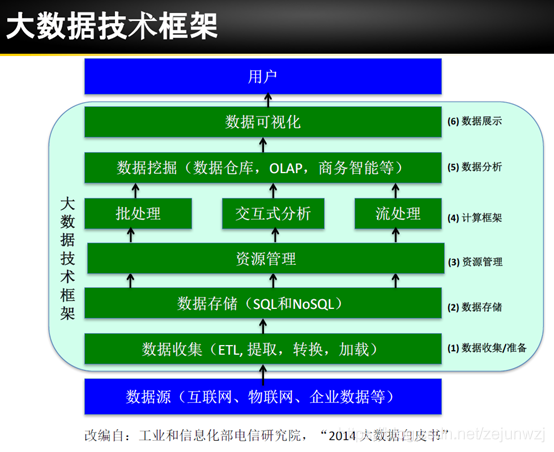 大数据技术框架
用户
数据可视化
(6) 数据展示
数据挖掘（数据仓库，OLAP，商务智能等）
(5) 数据分析
批处理
交互式分析
流处理
(4) 计算框架
大数据技术框架
资源管理
(3) 资源管理
数据存储（SQL和NoSQL）
(2) 数据存储
数据收集（ETL, 提取，转换，加载）
(1) 数据收集/准备
数据源（互联网、物联网、企业数据等）
改编自：工业和信息化部电信研究院，“2014 大数据白皮书”